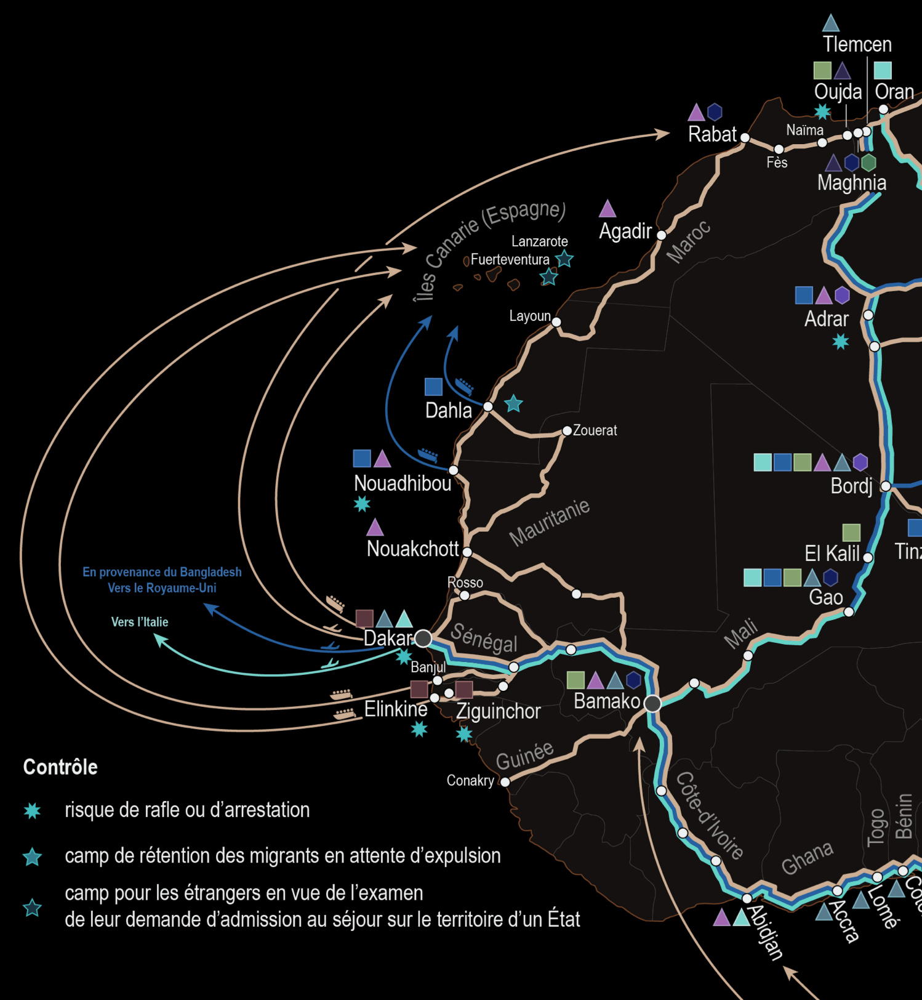 Tlemcen
Oujda
Oran
Rabat
Naïma
Fès
Maghnia
Îles Canarie (Espagne)
Agadir
Maroc
Lanzarote
Fuerteventura
Layoun
Adrar
Dahla
Zouerat
Nouadhibou
Bordj
Mauritanie
Nouakchott
El Kalil
Tinz
En provenance du Bangladesh
Vers le Royaume-Uni
Rosso
Gao
Vers l’Italie
Dakar
Sénégal
Mali
Banjul
Elinkine
Ziguinchor
Bamako
Guinée
Conakry
Côte-d’Ivoire
Ghana
Togo
Bénin
Abidjan
Accra
Lomé
Coto
Contrôle
risque de rafle ou d’arrestation
camp de rétention des migrants en attente d’expulsion
camp pour les étrangers en vue de l’examen
de leur demande d’admission au séjour sur le territoire d’un État